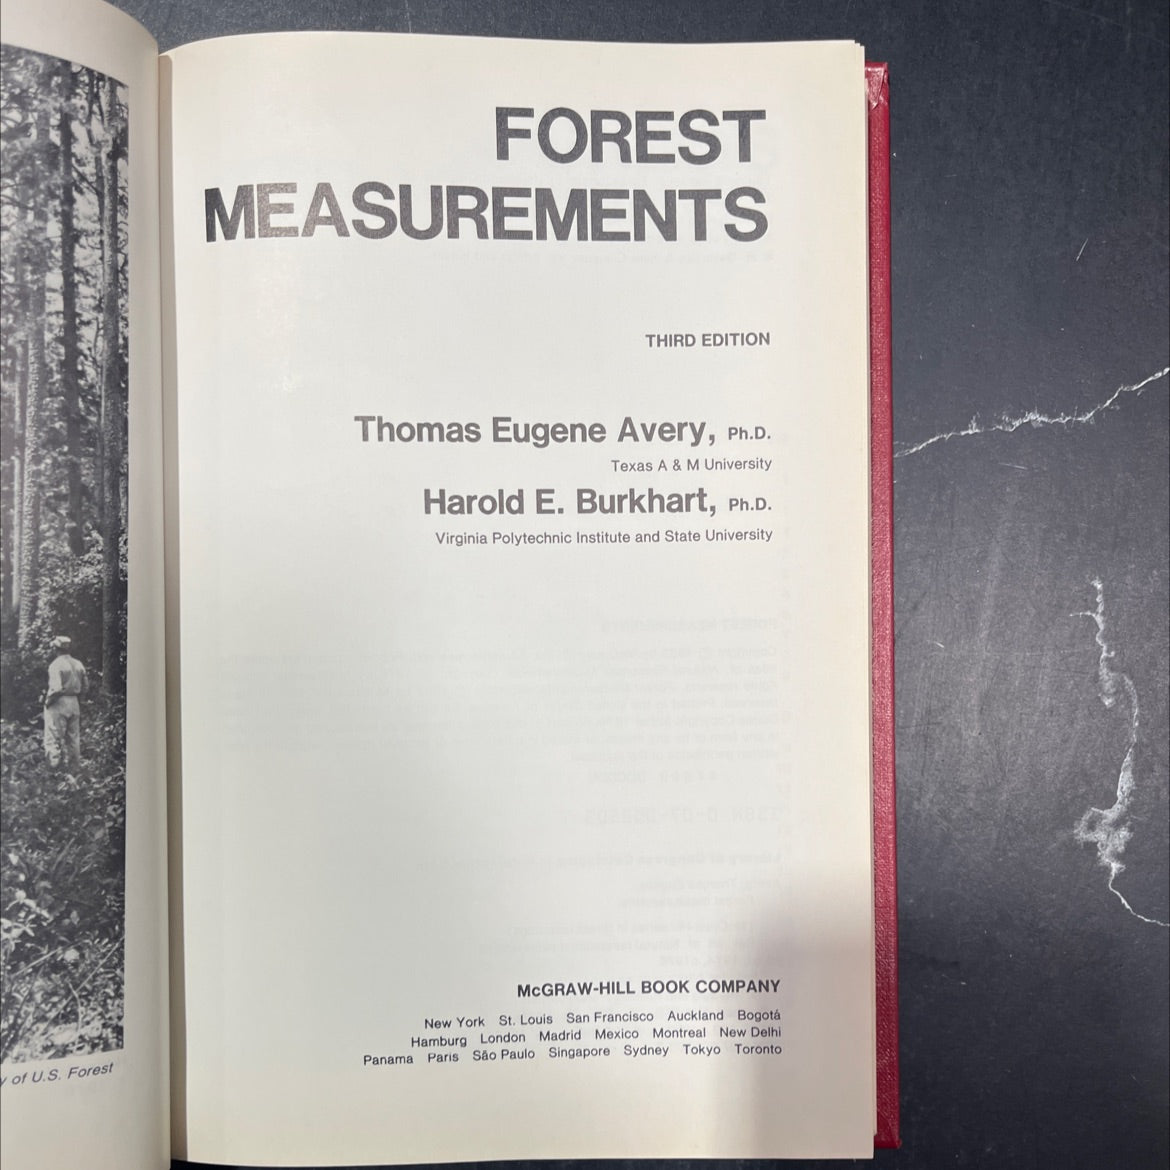 FOREST
MEASUREMENTS
THIRD EDITION
Thomas Eugene Avery, Ph.D.
Texas A & M University
Harold E. Burkhart, Ph.D.
Virginia Polytechnic Institute and State University
McGRAW-HILL BOOK COMPANY
New York St. Louis San Francisco Auckland Bogotá
Hamburg London Madrid Mexico Montreal New Delhi
Panama Paris São Paulo Singapore Sydney Tokyo Toronto
y of U.S. Forest